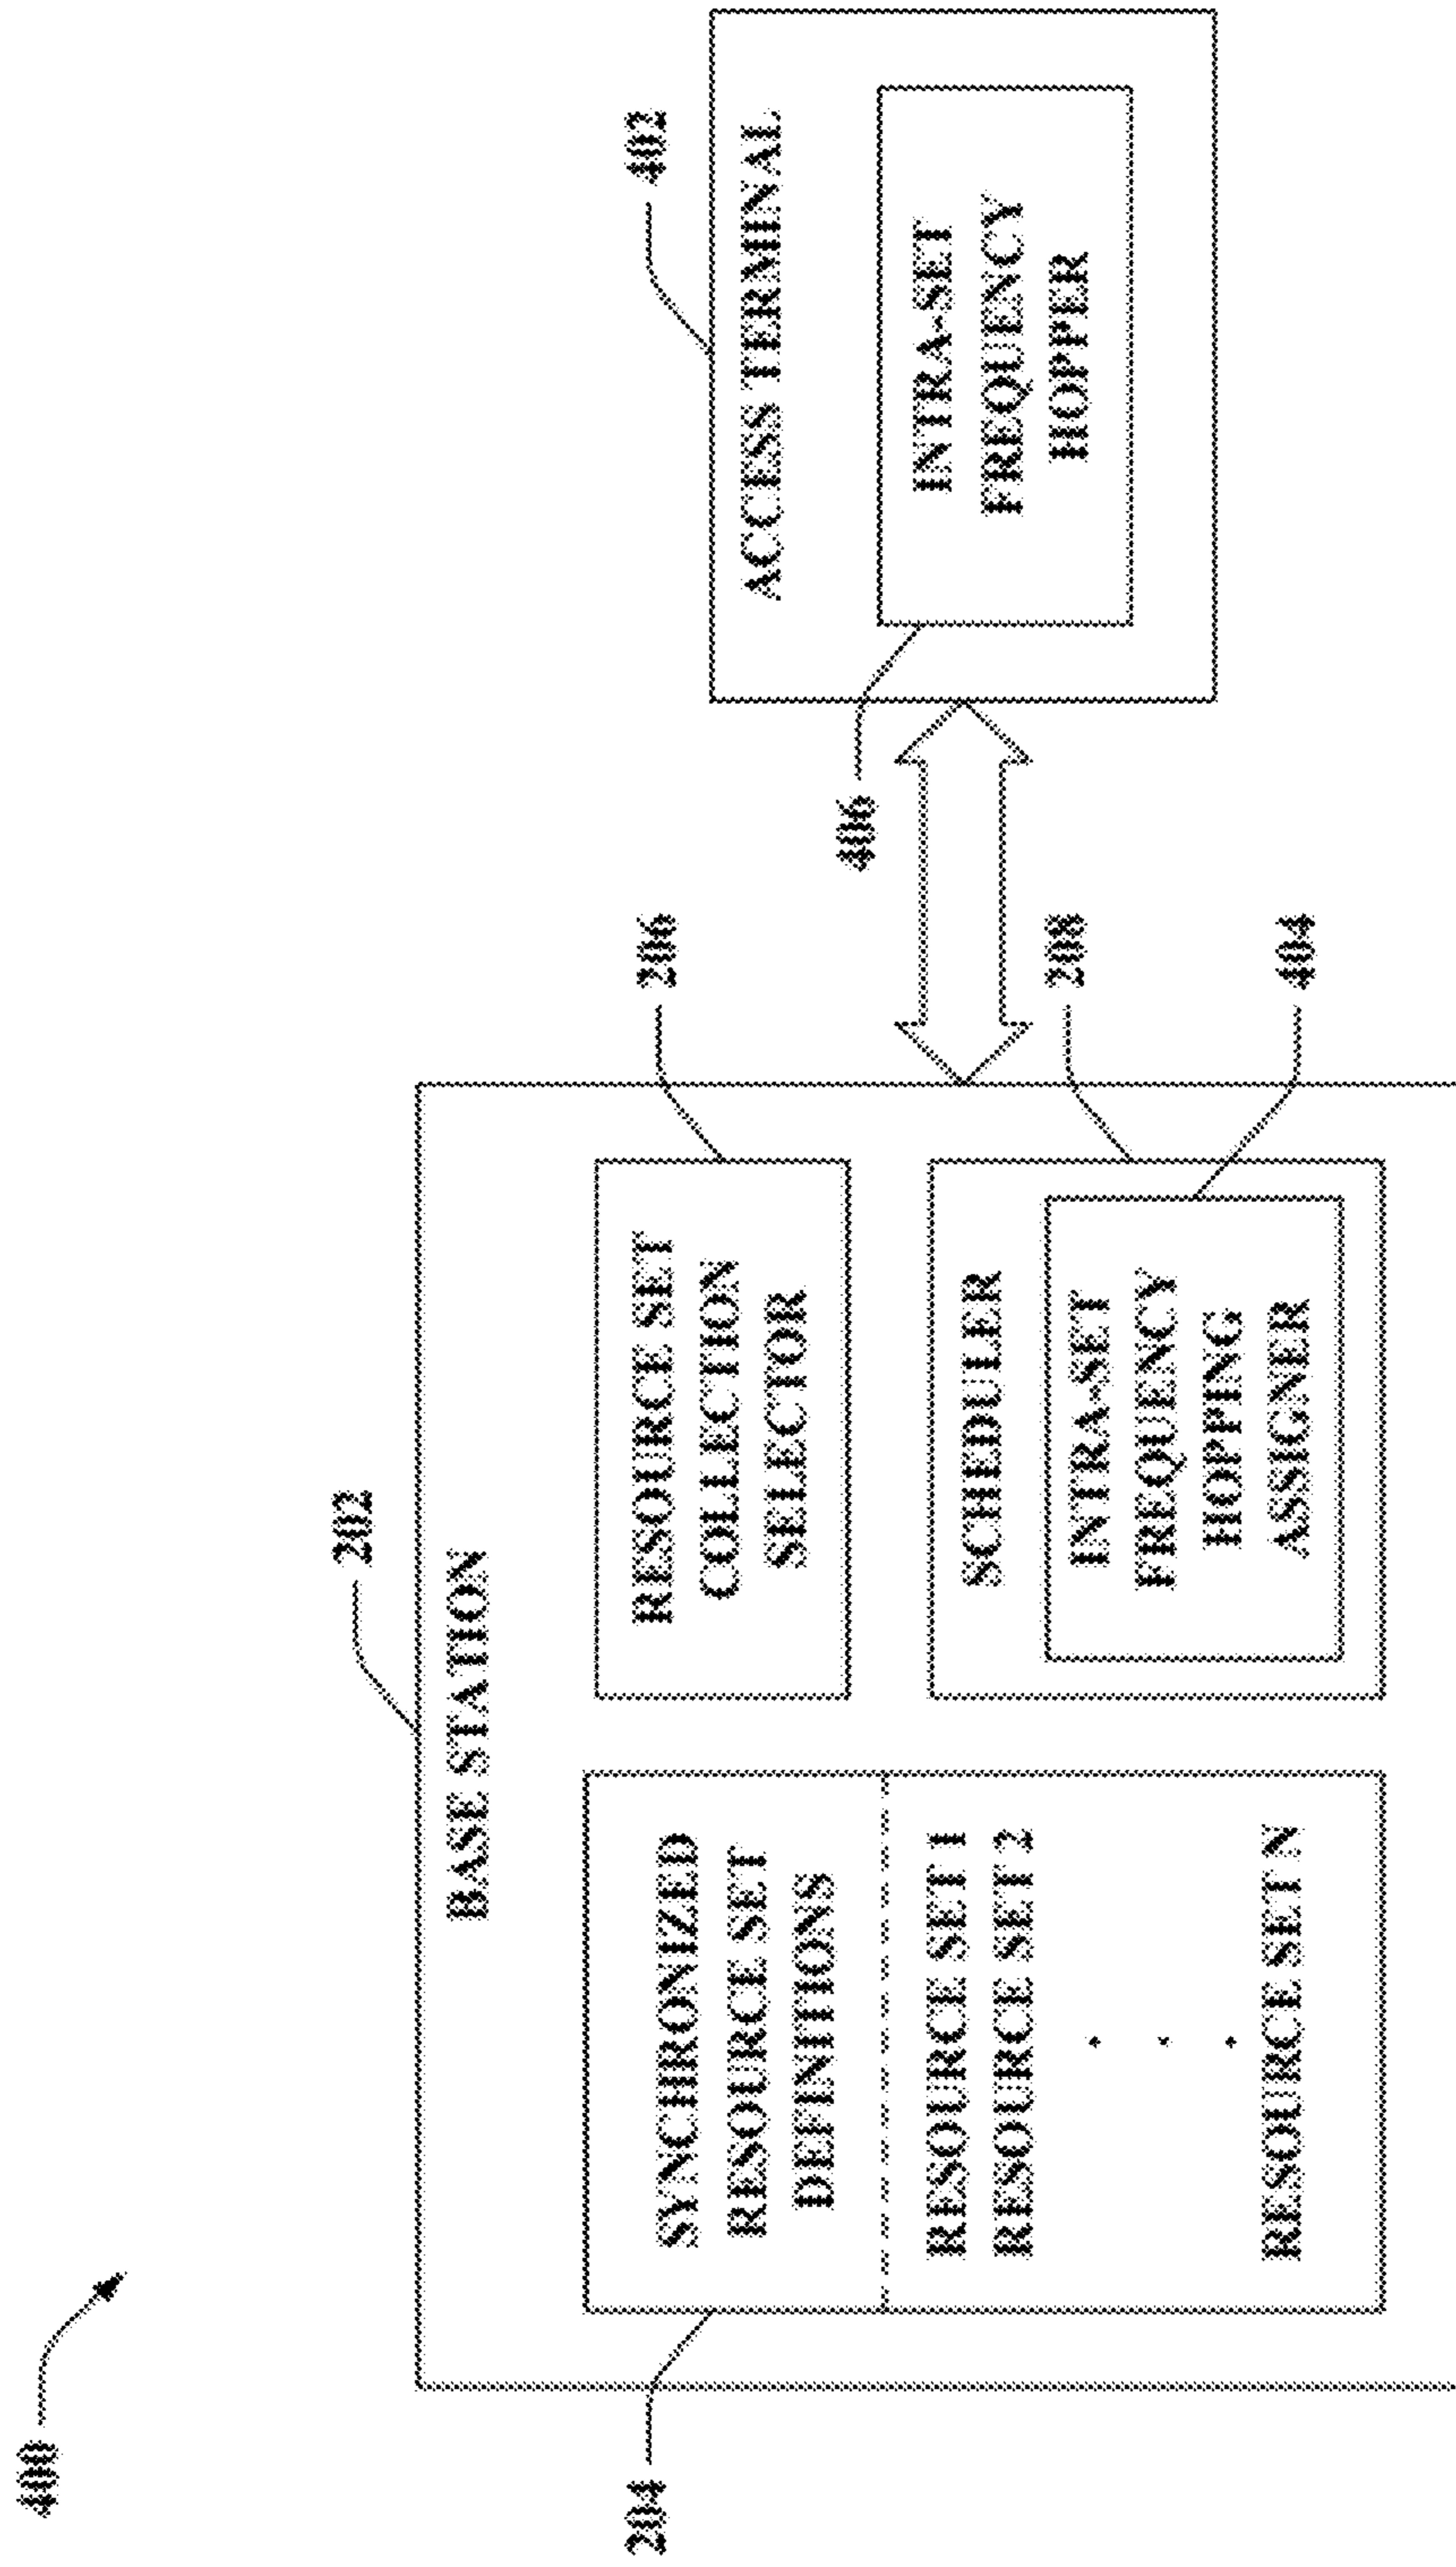 400
202
BASE STATION
204
SYNCHRONIZED
RESOURCE SET
DEFINITIONS
RESOURCE SET 1
RESOURCE SET 2
.
.
.
RESOURCE SET N
206
RESOURCE SET
COLLECTION
SELECTOR
208
SCHEDULER
404
INTRA-SET
FREQUENCY
HOPPING
ASSIGNER
402
ACCESS TERMINAL
406
INTRA-SET
FREQUENCY
HOPPER